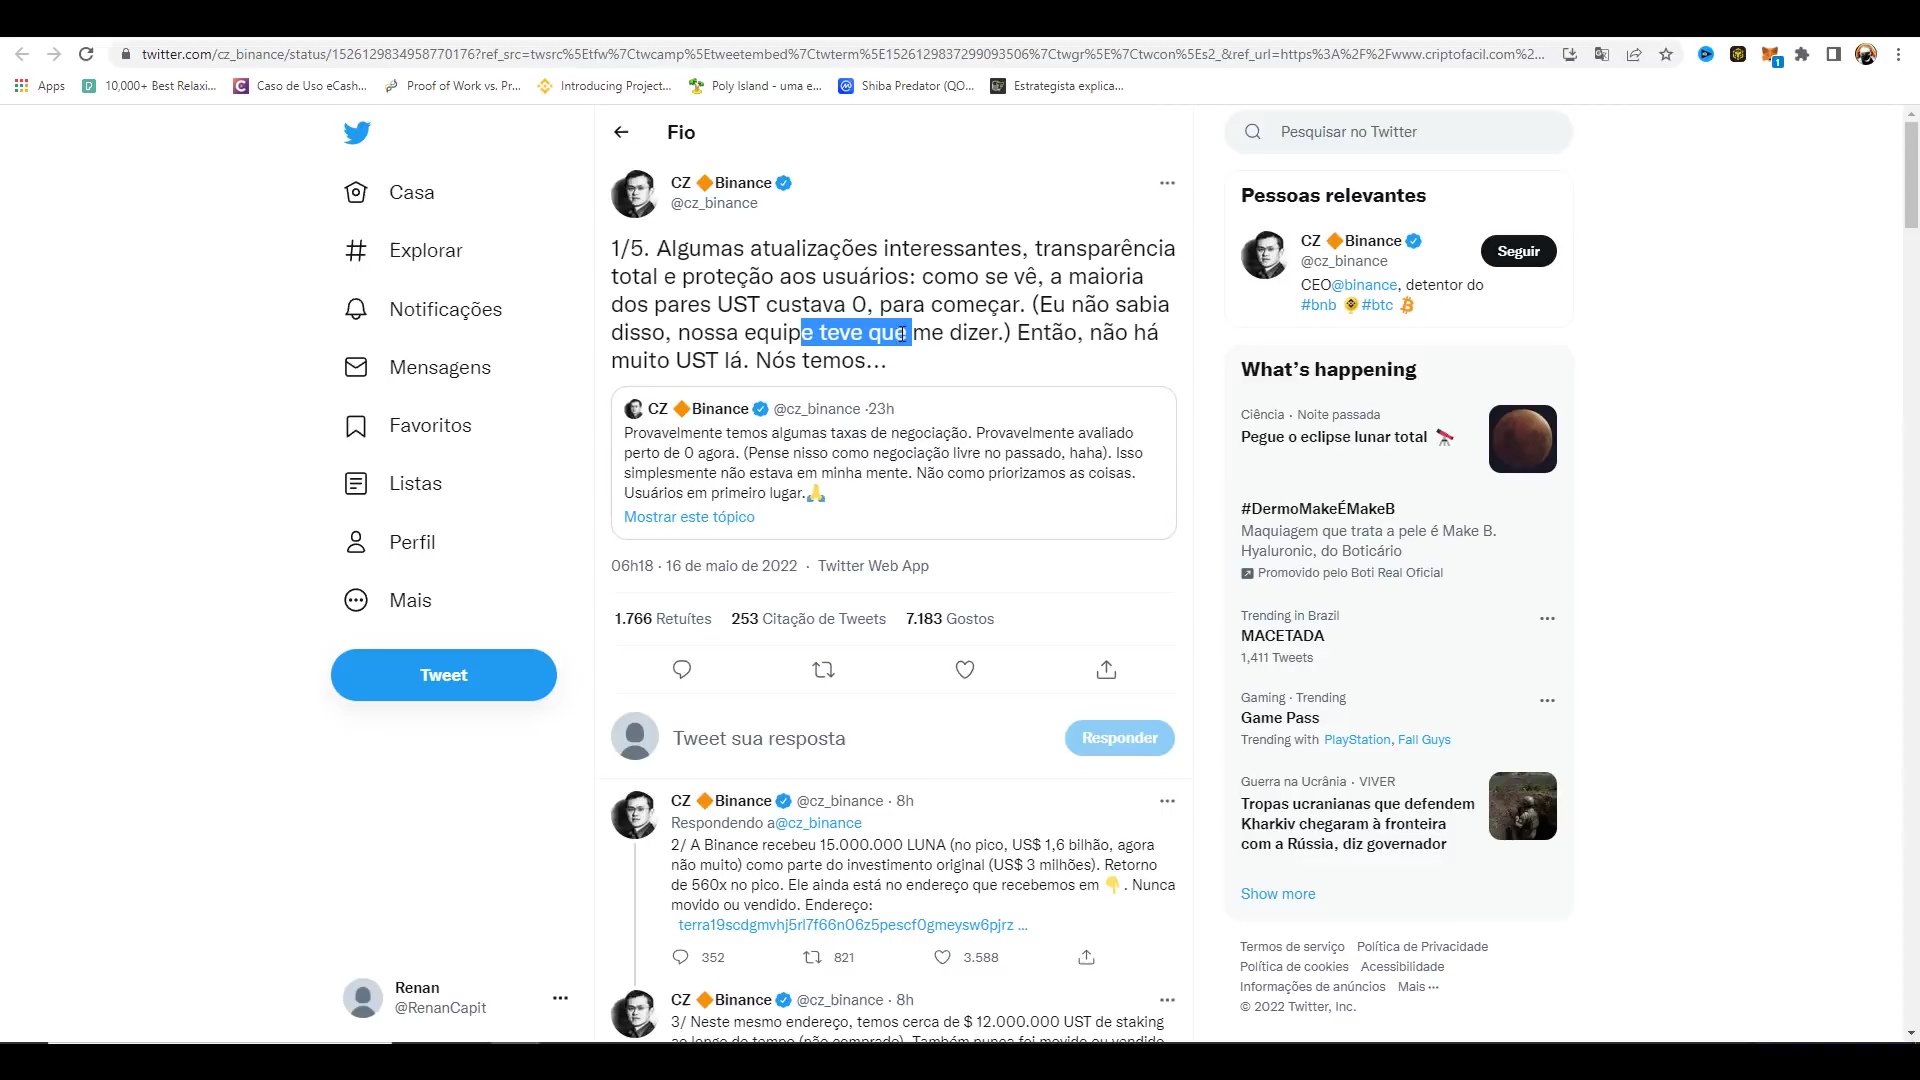 twitter.com/cz_binance/status/1526129834958770176?ref_src=twsrc%5Etfw%7Ctwcamp%5Etweetembed%7Ctwterm%5E1526129837299093506%7Ctwgr%5E%7Ctwcon%5Es2_&ref_url=https%3A%2F%2Fwww.criptofacil.com%2...
1
Apps
10,000+ Best Relaxi...
Caso de Uso eCash...
Proof of Work vs. Pr...
Introducing Project...
Poly Island - uma e...
Shiba Predator (QO...
Estrategista explica...
Casa
Explorar
Notificações
Mensagens
Favoritos
Listas
Perfil
Mais
Tweet
Renan
@RenanCapit
Fio
CZ 🔶Binance
@cz_binance
1/5. Algumas atualizações interessantes, transparência
total e proteção aos usuários: como se vê, a maioria
dos pares UST custava 0, para começar. (Eu não sabia
disso, nossa equipe teve que me dizer.) Então, não há
muito UST lá. Nós temos…
CZ 🔶Binance @cz_binance ·23h
Provavelmente temos algumas taxas de negociação. Provavelmente avaliado
perto de 0 agora. (Pense nisso como negociação livre no passado, haha). Isso
simplesmente não estava em minha mente. Não como priorizamos as coisas.
Usuários em primeiro lugar.🙏
Mostrar este tópico
06h18 · 16 de maio de 2022 · Twitter Web App
1.766 Retuítes 253 Citação de Tweets 7.183 Gostos
Tweet sua resposta
Responder
CZ 🔶Binance @cz_binance · 8h
Respondendo a@cz_binance
2/ A Binance recebeu 15.000.000 LUNA (no pico, US$ 1,6 bilhão, agora
não muito) como parte do investimento original (US$ 3 milhões). Retorno
de 560x no pico. Ele ainda está no endereço que recebemos em 👇. Nunca
movido ou vendido. Endereço:
terra19scdgmvhj5rl7f66n06z5pescf0gmeysw6pjrz ...
352
821
3.588
CZ 🔶Binance @cz_binance · 8h
3/ Neste mesmo endereço, temos cerca de $ 12.000.000 UST de staking
ao longo do tempo (não comprado). Também nunca foi movido ou vendido
Pesquisar no Twitter
Pessoas relevantes
CZ 🔶Binance
@cz_binance
Seguir
CEO@binance, detentor do
#bnb #btc
What's happening
Ciência · Noite passada
Pegue o eclipse lunar total 🔭
#DermoMakeÉMakeB
Maquiagem que trata a pele é Make B.
Hyaluronic, do Boticário
Promovido pelo Boti Real Oficial
Trending in Brazil
MACETADA
1,411 Tweets
Gaming · Trending
Game Pass
Trending with PlayStation, Fall Guys
Guerra na Ucrânia · VIVER
Tropas ucranianas que defendem
Kharkiv chegaram à fronteira
com a Rússia, diz governador
Show more
Termos de serviço Política de Privacidade
Política de cookies Acessibilidade
Informações de anúncios Mais ···
© 2022 Twitter, Inc.